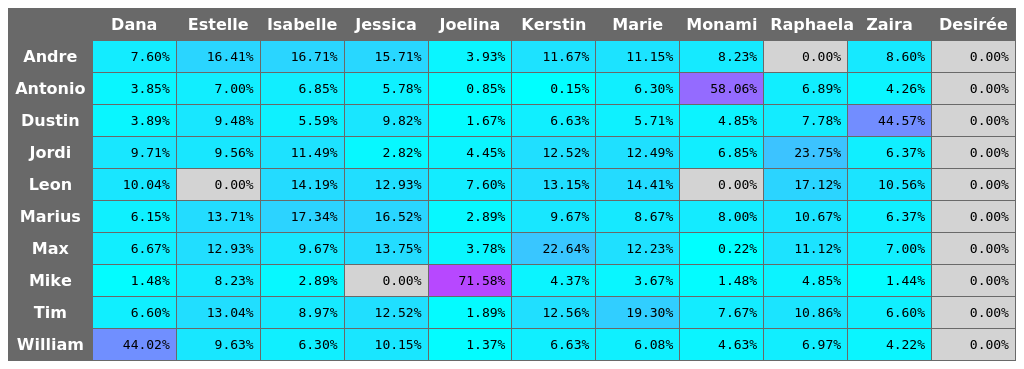 Dana Estelle Isabelle Jessica Joelina Kerstin Marie Monami Raphaela Zaira Desirée
Andre 7.60% 16.41% 16.71% 15.71% 3.93% 11.67% 11.15% 8.23% 0.00% 8.60% 0.00%
Antonio 3.85% 7.00% 6.85% 5.78% 0.85% 0.15% 6.30% 58.06% 6.89% 4.26% 0.00%
Dustin 3.89% 9.48% 5.59% 9.82% 1.67% 6.63% 5.71% 4.85% 7.78% 44.57% 0.00%
Jordi 9.71% 9.56% 11.49% 2.82% 4.45% 12.52% 12.49% 6.85% 23.75% 6.37% 0.00%
Leon 10.04% 0.00% 14.19% 12.93% 7.60% 13.15% 14.41% 0.00% 17.12% 10.56% 0.00%
Marius 6.15% 13.71% 17.34% 16.52% 2.89% 9.67% 8.67% 8.00% 10.67% 6.37% 0.00%
Max 6.67% 12.93% 9.67% 13.75% 3.78% 22.64% 12.23% 0.22% 11.12% 7.00% 0.00%
Mike 1.48% 8.23% 2.89% 0.00% 71.58% 4.37% 3.67% 1.48% 4.85% 1.44% 0.00%
Tim 6.60% 13.04% 8.97% 12.52% 1.89% 12.56% 19.30% 7.67% 10.86% 6.60% 0.00%
William 44.02% 9.63% 6.30% 10.15% 1.37% 6.63% 6.08% 4.63% 6.97% 4.22% 0.00%